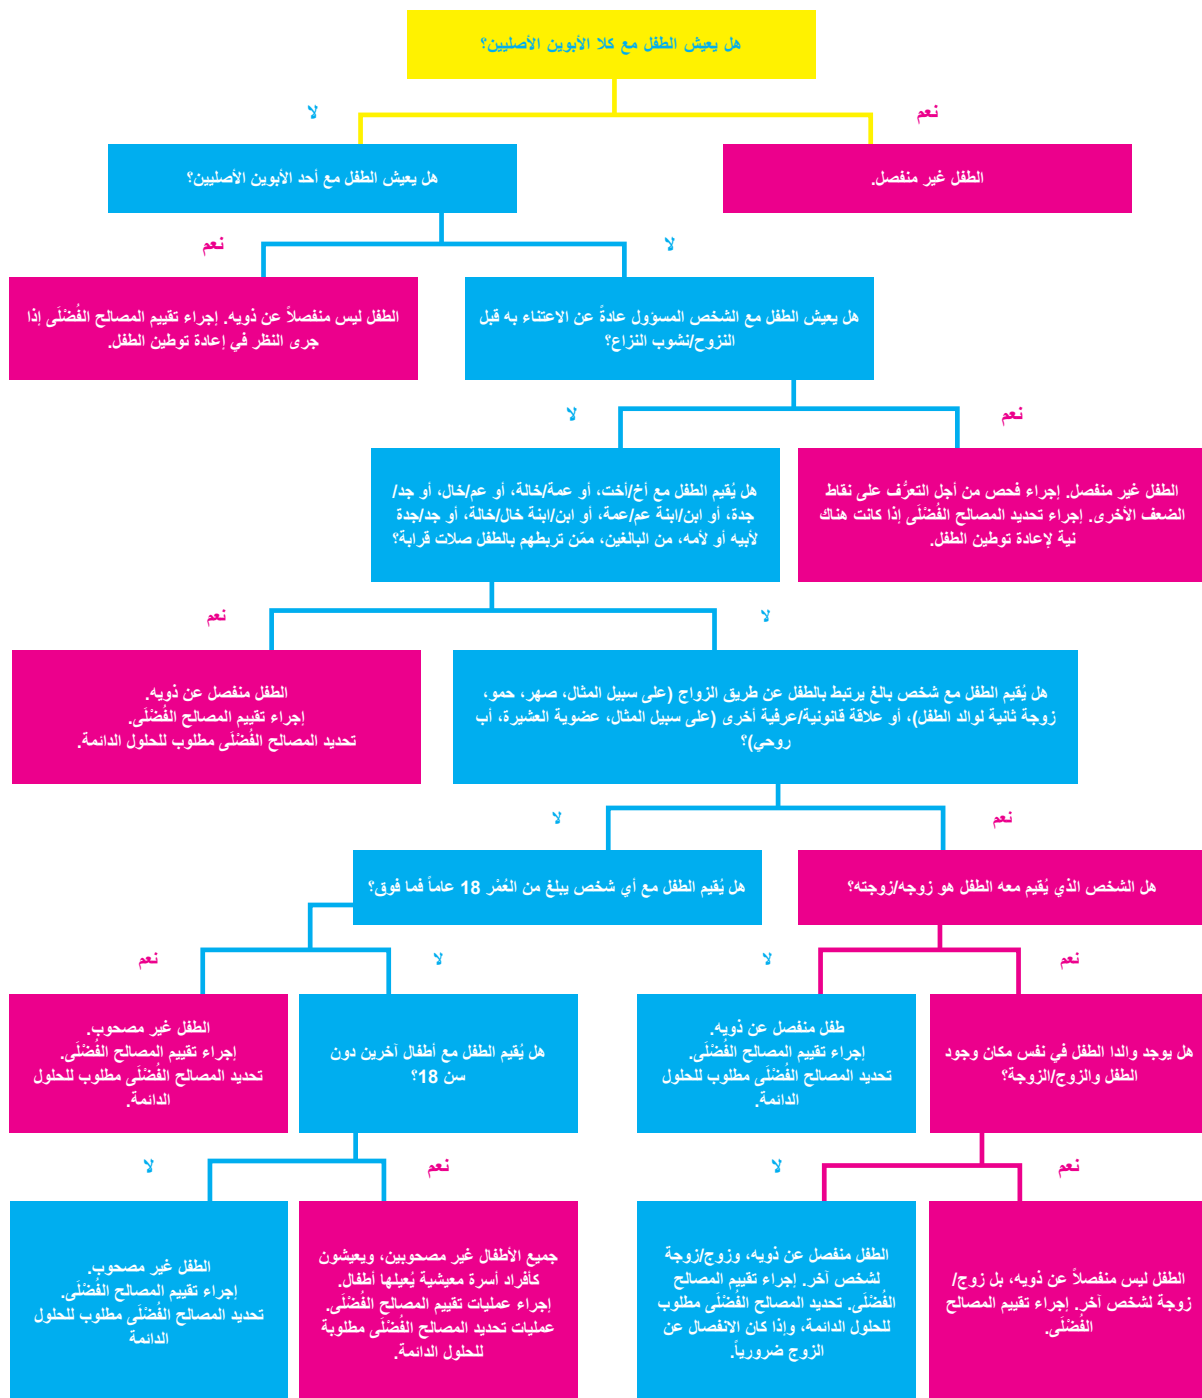 هل يعيش الطفل مع كلا الأبوين الأصليين؟
نعم
لا
الطفل غير منفصل.
هل يعيش الطفل مع أحد الأبوين الأصليين؟
لا
نعم
هل يعيش الطفل مع الشخص المسؤول عادةً عن الاعتناء به قبل
النزوح/نشوب النزاع؟
الطفل ليس منفصلاً عن ذويه. إجراء تقييم المصالح الفُضْلَى إذا
جرى النظر في إعادة توطين الطفل.
نعم
لا
الطفل غير منفصل. إجراء فحص من أجل التعرُّف على نقاط
الضعف الأخرى. إجراء تحديد المصالح الفُضْلَى إذا كانت هناك
نية لإعادة توطين الطفل.
هل يُقيم الطفل مع أخ/أخت، أو عمة/خالة، أو عم/خال، أو جد/
جدة، أو ابن/ابنة عم/عمة، أو ابن/ابنة خال/خالة، أو جد/جدة
لأبيه أو لأمه، من البالغين، ممّن تربطهم بالطفل صلات قرابة؟
لا
نعم
هل يُقيم الطفل مع شخص بالغ يرتبط بالطفل عن طريق الزواج (على سبيل المثال، صهر، حمو،
زوجة ثانية لوالد الطفل)، أو علاقة قانونية/عرفية أخرى (على سبيل المثال، عضوية العشيرة، أب
روحي)؟
الطفل منفصل عن ذويه.
إجراء تقييم المصالح الفُضْلَى.
تحديد المصالح الفُضْلَى مطلوب للحلول الدائمة.
نعم
لا
هل الشخص الذي يُقيم معه الطفل هو زوجه/زوجته؟
هل يُقيم الطفل مع أي شخص يبلغ من العُمْر 18 عاماً فما فوق؟
نعم
لا
لا
نعم
هل يوجد والدا الطفل في نفس مكان وجود
الطفل والزوج/الزوجة؟
طفل منفصل عن ذويه.
إجراء تقييم المصالح الفُضْلَى.
تحديد المصالح الفُضْلَى مطلوب للحلول
الدائمة.
هل يُقيم الطفل مع أطفال آخرين دون
سن 18؟
الطفل غير مصحوب.
إجراء تقييم المصالح الفُضْلَى.
تحديد المصالح الفُضْلَى مطلوب للحلول
الدائمة.
نعم
لا
نعم
لا
الطفل ليس منفصلاً عن ذويه، بل زوج/
زوجة لشخص آخر. إجراء تقييم المصالح
الفُضْلَى.
الطفل منفصل عن ذويه، وزوج/زوجة
لشخص آخر. إجراء تقييم المصالح
الفُضْلَى. تحديد المصالح الفُضْلَى مطلوب
للحلول الدائمة، وإذا كان الانفصال عن
الزوج ضرورياً.
جميع الأطفال غير مصحوبين، ويعيشون
كأفراد أسرة معيشية يُعيلها أطفال.
إجراء عمليات تقييم المصالح الفُضْلَى.
عمليات تحديد المصالح الفُضْلَى مطلوبة
للحلول الدائمة.
الطفل غير مصحوب.
إجراء تقييم المصالح الفُضْلَى.
تحديد المصالح الفُضْلَى مطلوب للحلول
الدائمة